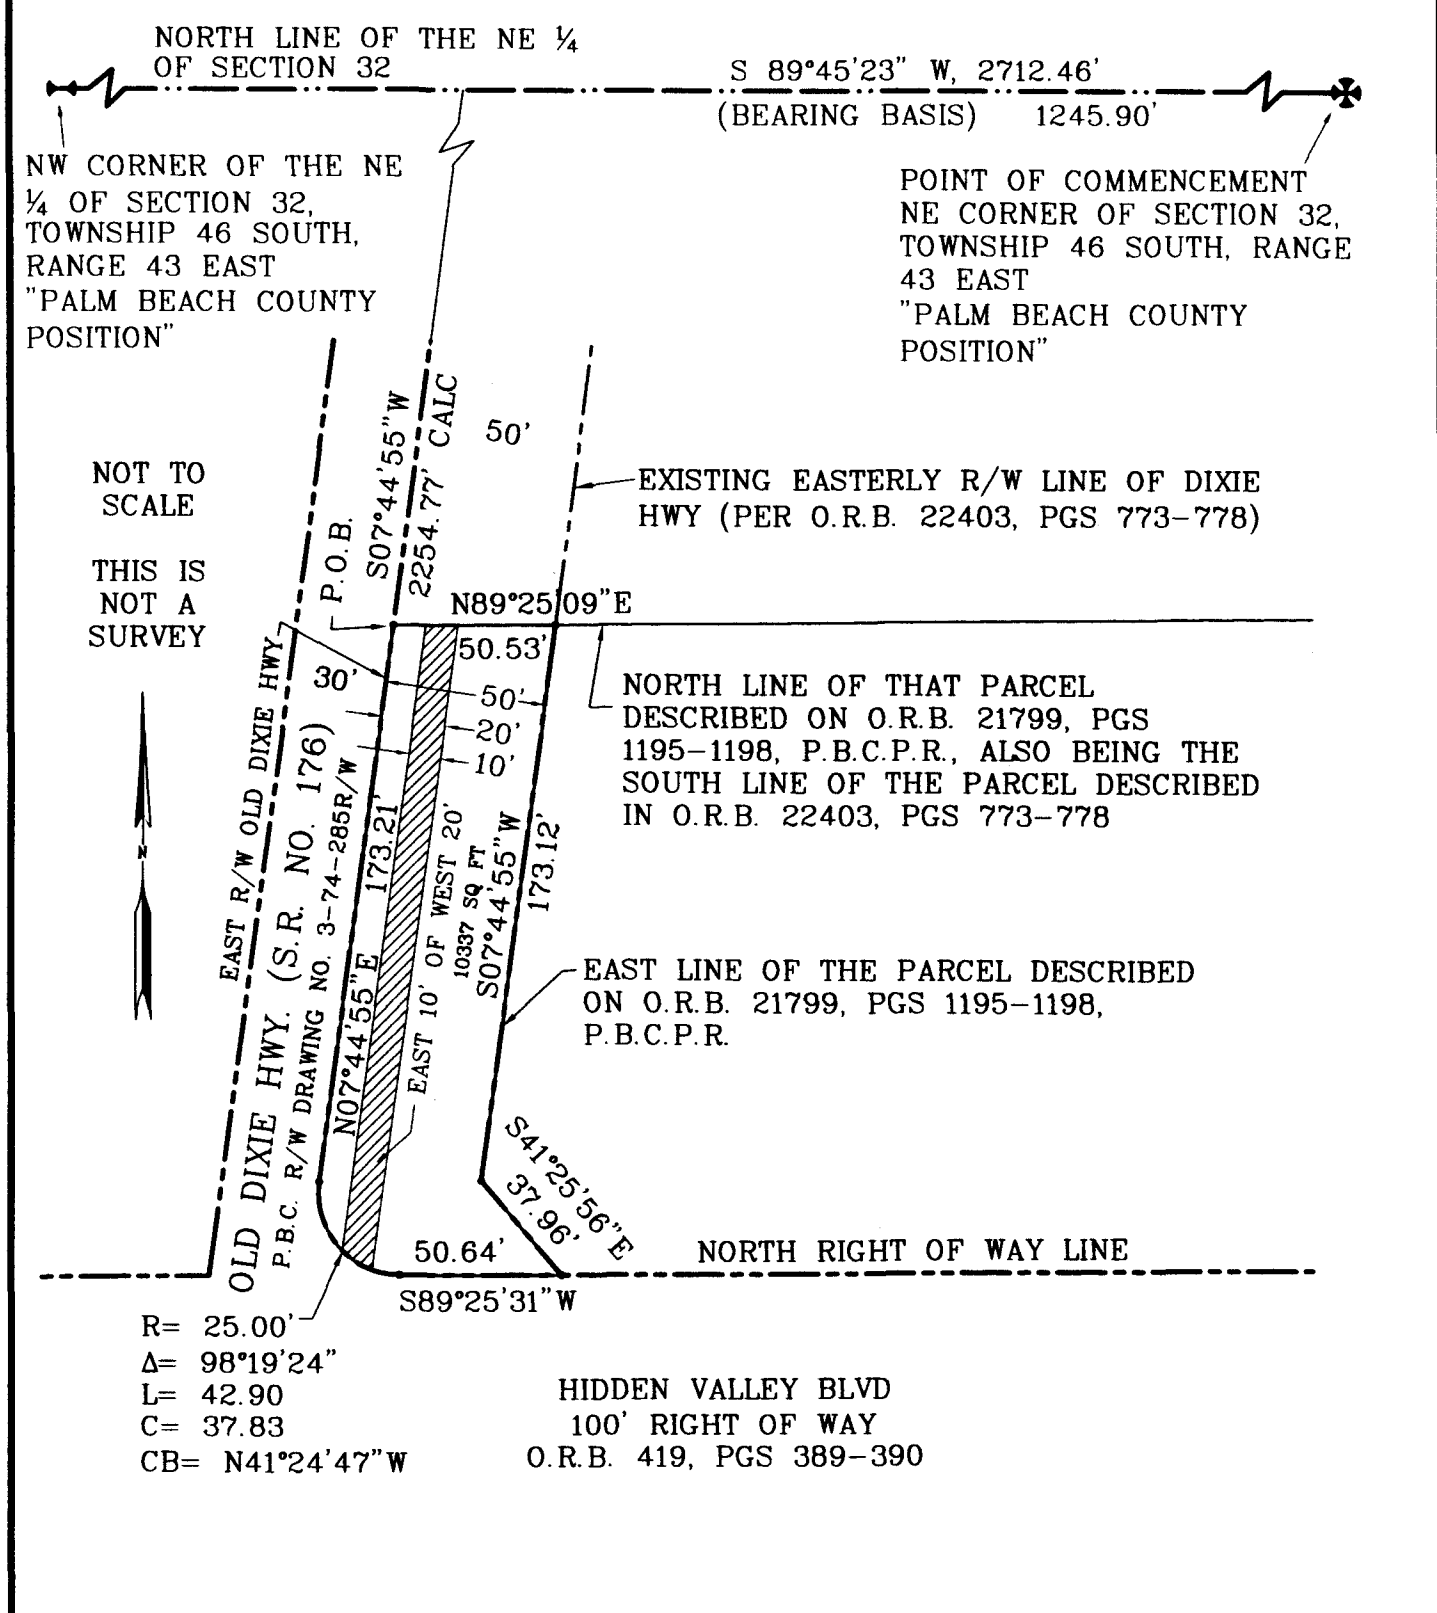 NORTH LINE OF THE NE ¼
OF SECTION 32
S 89°45'23" W, 2712.46'
(BEARING BASIS) 1245.90'
NW CORNER OF THE NE
¼ OF SECTION 32,
TOWNSHIP 46 SOUTH,
RANGE 43 EAST
"PALM BEACH COUNTY
POSITION"
POINT OF COMMENCEMENT
NE CORNER OF SECTION 32,
TOWNSHIP 46 SOUTH, RANGE
43 EAST
"PALM BEACH COUNTY
POSITION"
S07°44'55"W
2254.77' CALC
50'
NOT TO
SCALE
THIS IS
NOT A
SURVEY
EXISTING EASTERLY R/W LINE OF DIXIE
HWY (PER O.R.B. 22403, PGS 773-778)
P.O.B.
N89°25'09"E
50.53'
30'
50'
20'
10'
NORTH LINE OF THAT PARCEL
DESCRIBED ON O.R.B. 21799, PGS
1195-1198, P.B.C.P.R., ALSO BEING THE
SOUTH LINE OF THE PARCEL DESCRIBED
IN O.R.B. 22403, PGS 773-778
N
EAST R/W OLD DIXIE HWY
OLD DIXIE HWY. (S.R. NO. 176)
P.B.C. R/W DRAWING NO. 3-74-285R/W
N07°44'55"E 173.21'
EAST 10' OF WEST 20'
10337 SQ FT
S07°44'55"W
173.12'
EAST LINE OF THE PARCEL DESCRIBED
ON O.R.B. 21799, PGS 1195-1198,
P.B.C.P.R.
S41°25'56"E
37.96'
50.64'
NORTH RIGHT OF WAY LINE
S89°25'31"W
R= 25.00'
Δ= 98°19'24"
L= 42.90
C= 37.83
CB= N41°24'47"W
HIDDEN VALLEY BLVD
100' RIGHT OF WAY
O.R.B. 419, PGS 389-390